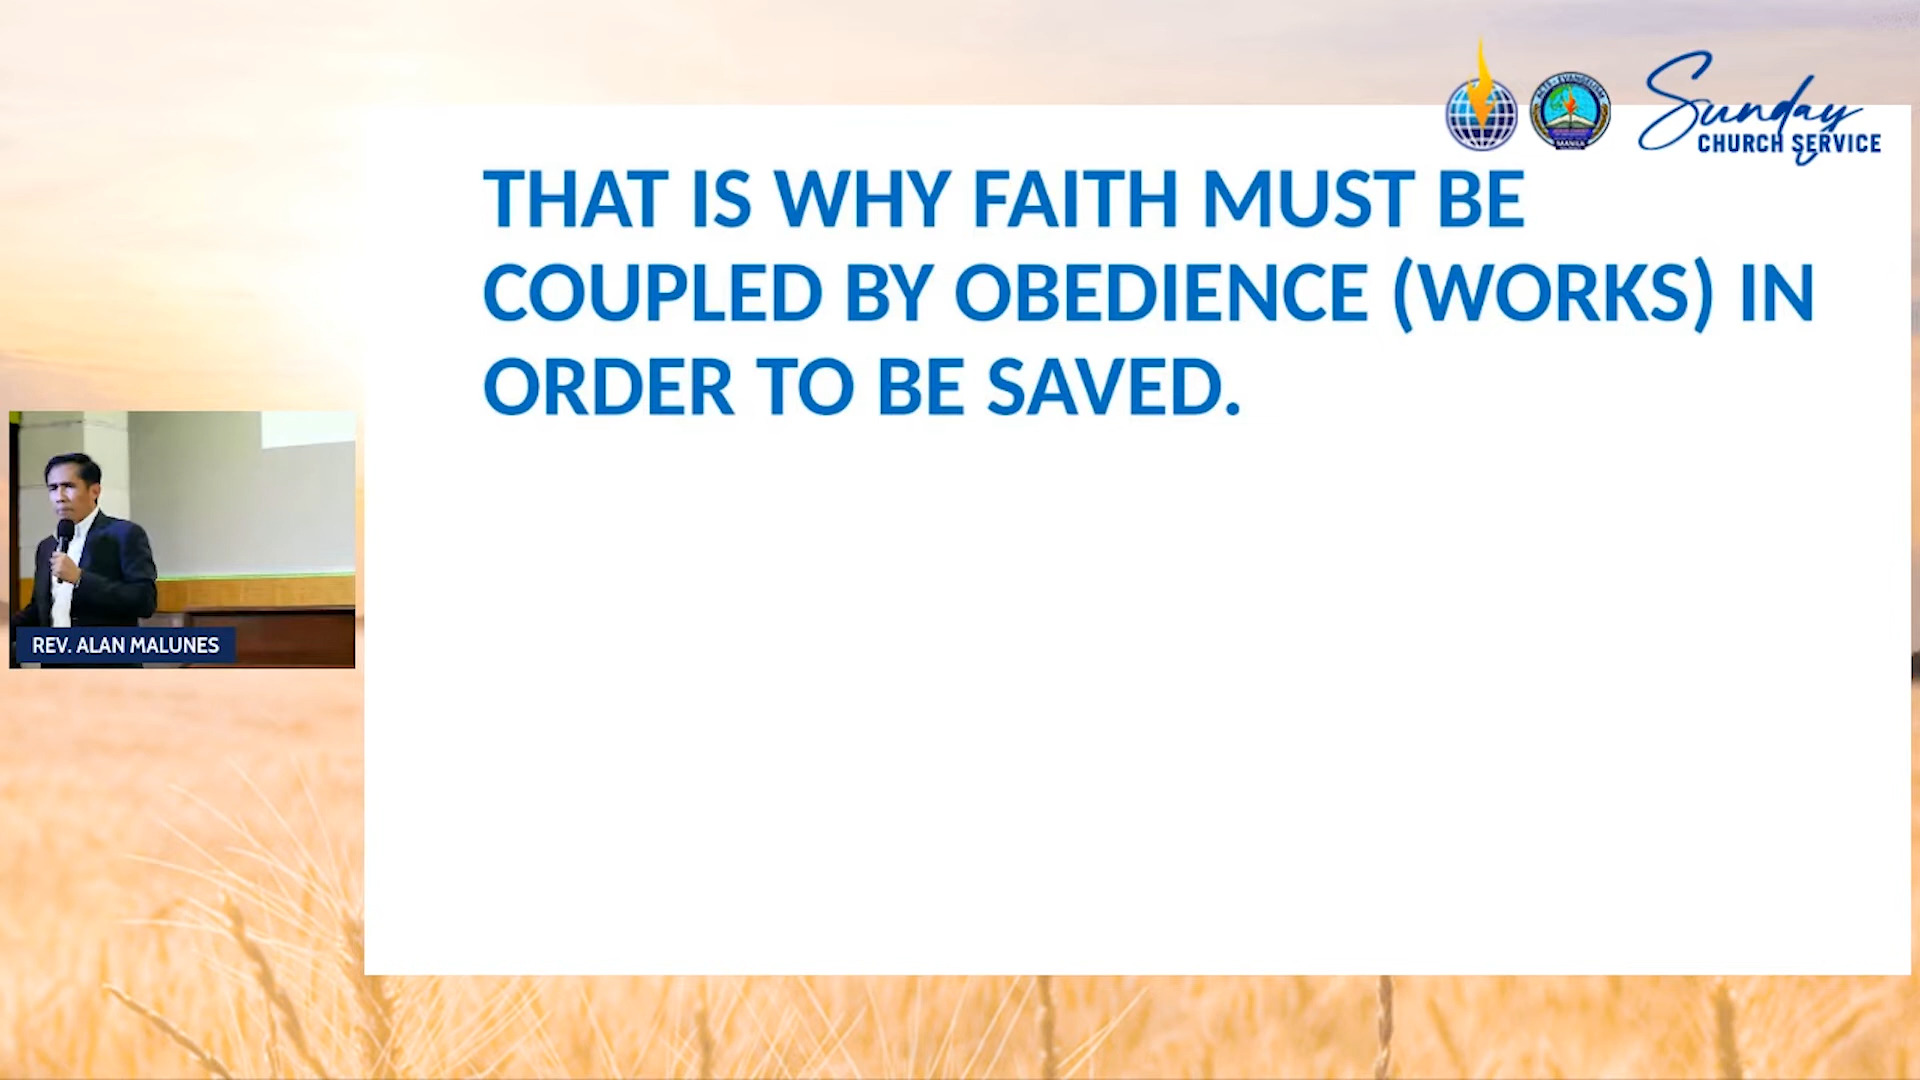 Sunday
CHURCH SERVICE
MANILA
THAT IS WHY FAITH MUST BE
COUPLED BY OBEDIENCE (WORKS) IN
ORDER TO BE SAVED.
REV. ALAN MALUNES